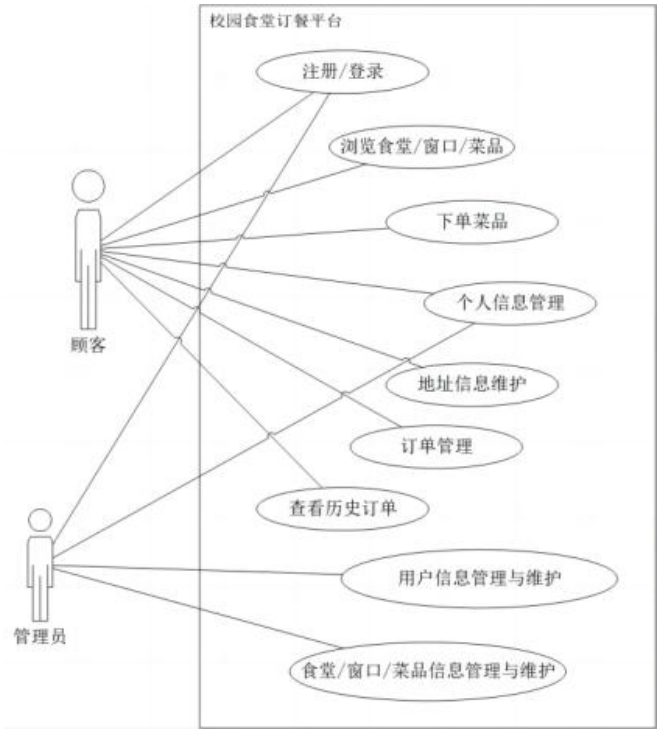 校园食堂订餐平台
注册/登录
浏览食堂/窗口/菜品
下单菜品
个人信息管理
顾客
地址信息维护
订单管理
查看历史订单
用户信息管理与维护
管理员
食堂/窗口/菜品信息管理与维护